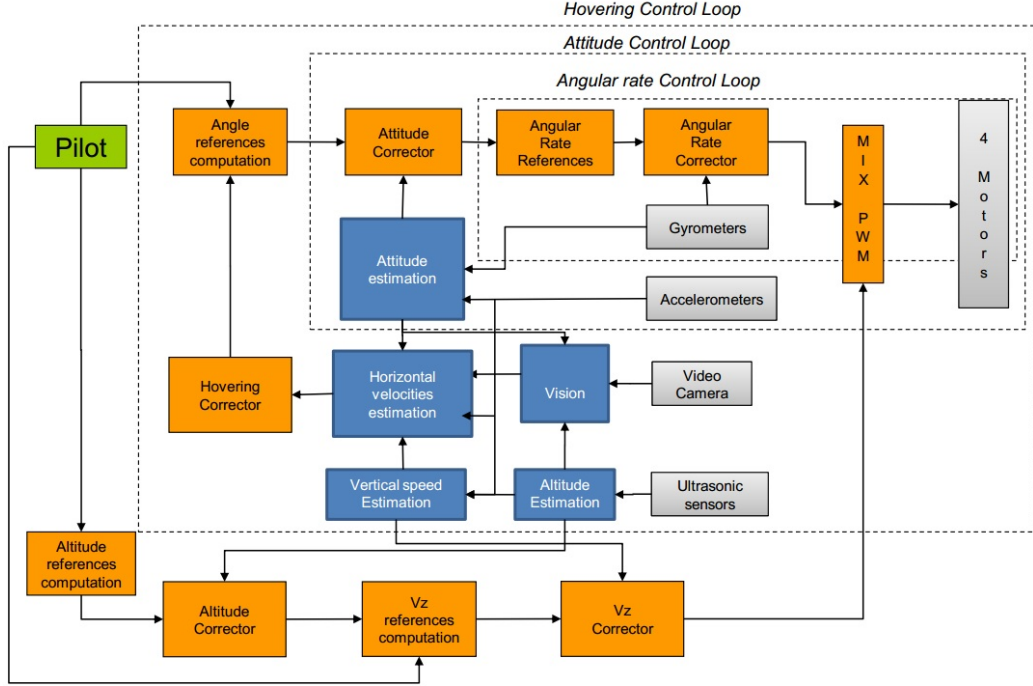 Hovering Control Loop
Attitude Control Loop
Angular rate Control Loop
Pilot
Angle
references
computation
Attitude
Corrector
Angular
Rate
References
Angular
Rate
Corrector
M
I
X
P
W
M
4
M
o
t
o
r
s
Gyrometers
Attitude
estimation
Accelerometers
Hovering
Corrector
Horizontal
velocities
estimation
Vision
Video
Camera
Vertical speed
Estimation
Altitude
Estimation
Ultrasonic
sensors
Altitude
references
computation
Altitude
Corrector
Vz
references
computation
Vz
Corrector